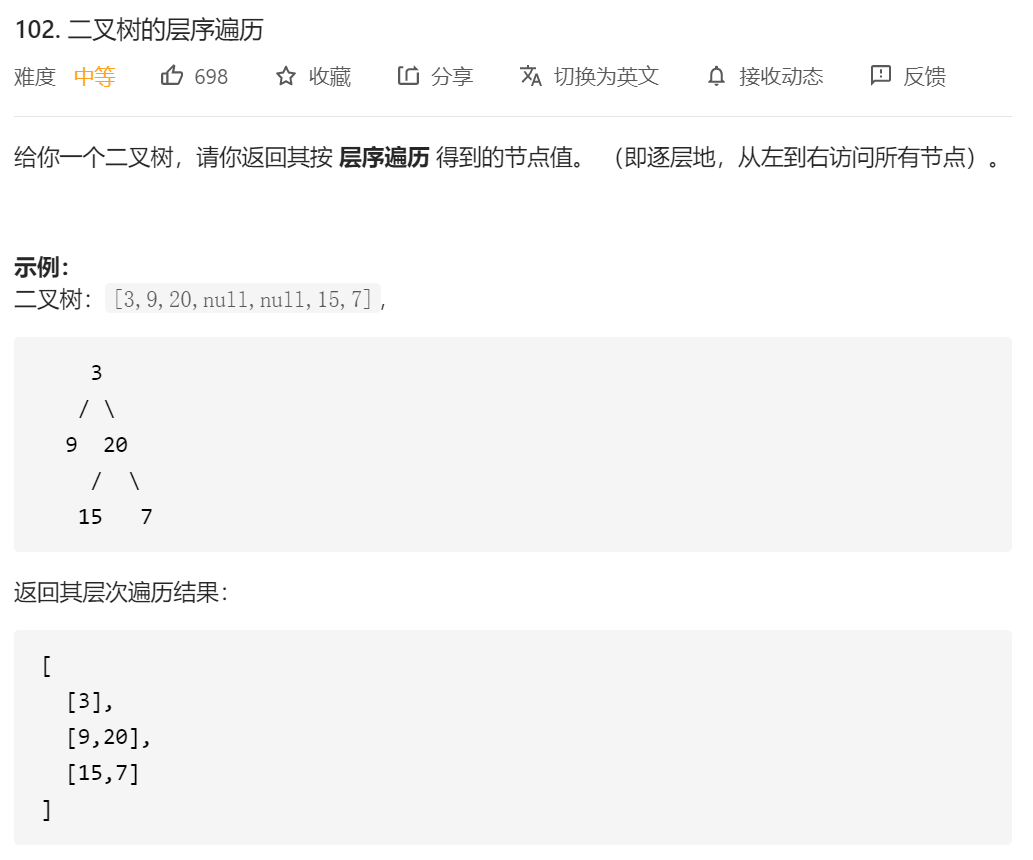 102. 二叉树的层序遍历
难度 中等 698 收藏 分享 切换为英文 接收动态 反馈
给你一个二叉树，请你返回其按 层序遍历 得到的节点值。 （即逐层地，从左到右访问所有节点）。
示例：
二叉树：[3,9,20,null,null,15,7],
3
/ \
9 20
/ \
15 7
返回其层次遍历结果：
[
[3],
[9,20],
[15,7]
]